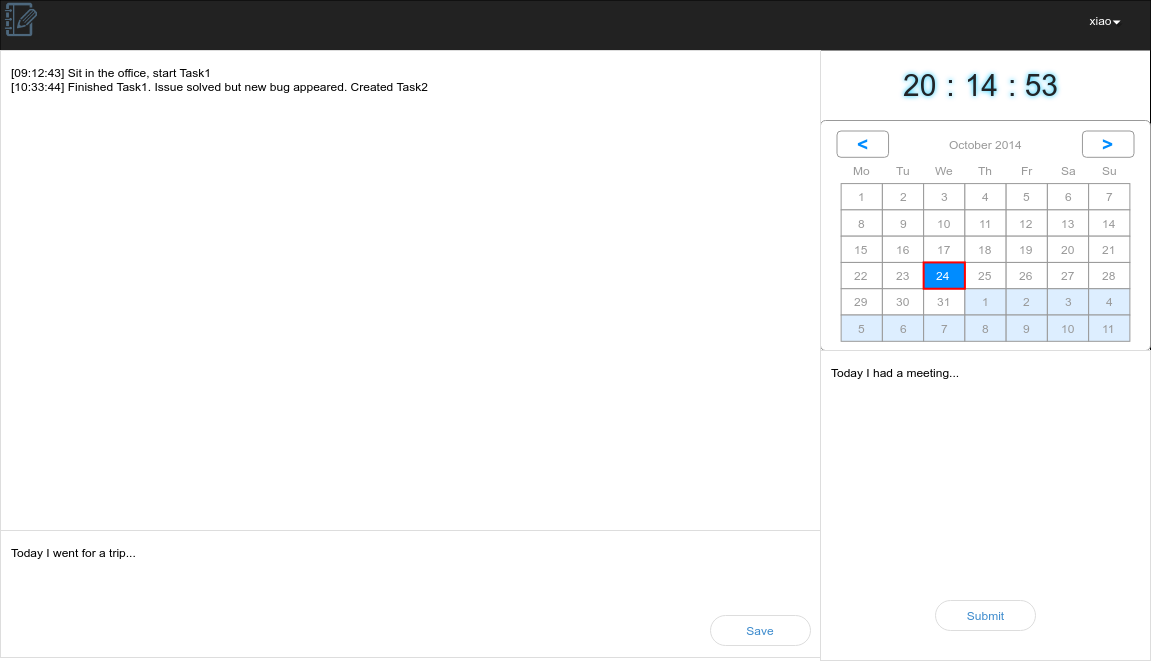 xiao
[09:12:43] Sit in the office, start Task1
[10:33:44] Finished Task1. Issue solved but new bug appeared. Created Task2
Today I went for a trip...
Save
20 : 14 : 53
< October 2014 >
Mo Tu We Th Fr Sa Su
1 2 3 4 5 6 7
8 9 10 11 12 13 14
15 16 17 18 19 20 21
22 23 24 25 26 27 28
29 30 31 1 2 3 4
5 6 7 8 9 10 11
Today I had a meeting...
Submit